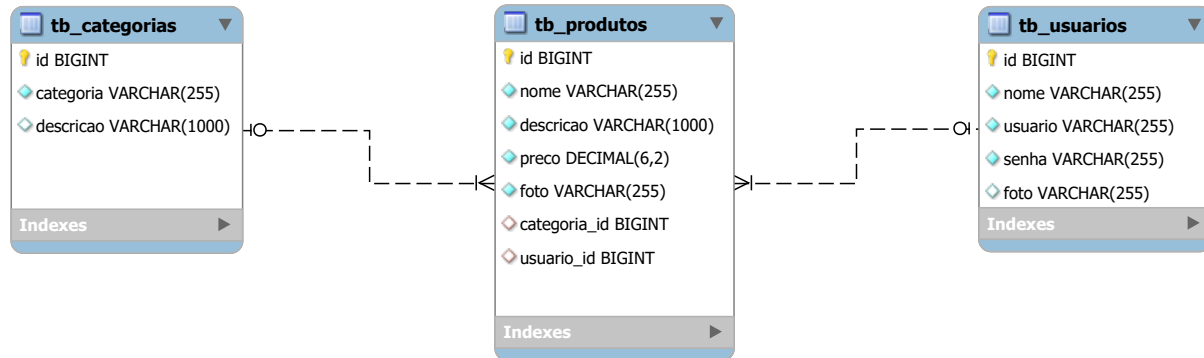 tb_categorias
id BIGINT
categoria VARCHAR(255)
descricao VARCHAR(1000)
Indexes
tb_produtos
id BIGINT
nome VARCHAR(255)
descricao VARCHAR(1000)
preco DECIMAL(6,2)
foto VARCHAR(255)
categoria_id BIGINT
usuario_id BIGINT
Indexes
tb_usuarios
id BIGINT
nome VARCHAR(255)
usuario VARCHAR(255)
senha VARCHAR(255)
foto VARCHAR(255)
Indexes